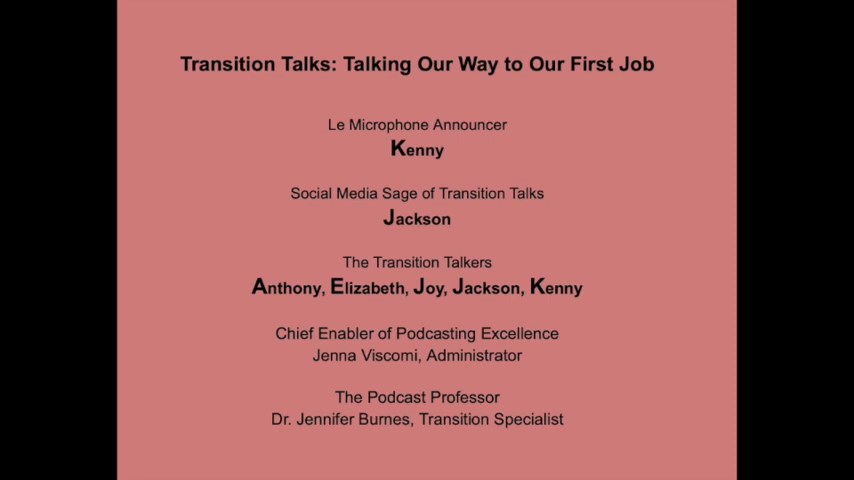 Transition Talks: Talking Our Way to Our First Job
Le Microphone Announcer
Kenny
Social Media Sage of Transition Talks
Jackson
The Transition Talkers
Anthony, Elizabeth, Joy, Jackson, Kenny
Chief Enabler of Podcasting Excellence
Jenna Viscomi, Administrator
The Podcast Professor
Dr. Jennifer Burnes, Transition Specialist